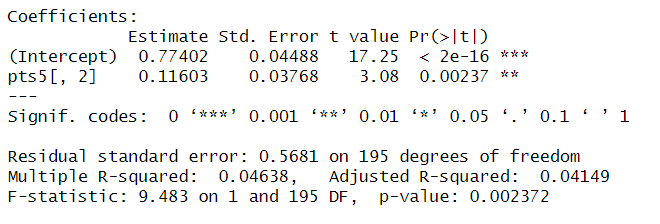 Coefficients:
            Estimate Std. Error t value Pr(>|t|)
(Intercept)  0.77402    0.04488   17.25  < 2e-16 ***
pts5[, 2]    0.11603    0.03768    3.08  0.00237 **
---
Signif. codes:  0 ‘***’ 0.001 ‘**’ 0.01 ‘*’ 0.05 ‘.’ 0.1 ‘ ’ 1

Residual standard error: 0.5681 on 195 degrees of freedom
Multiple R-squared:  0.04638,	Adjusted R-squared:  0.04149
F-statistic: 9.483 on 1 and 195 DF,  p-value: 0.002372